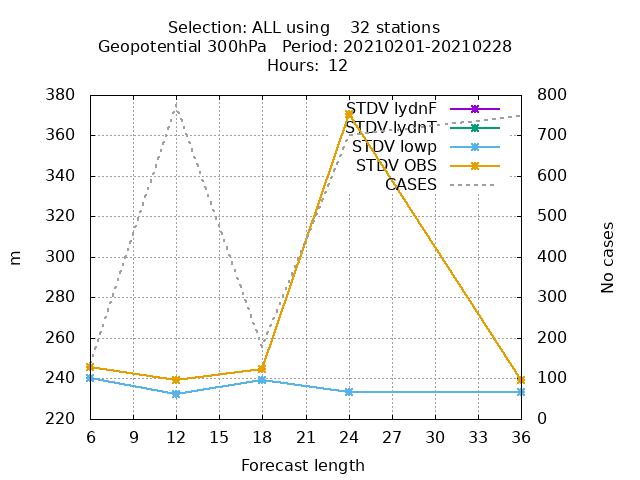 Selection: ALL using    32 stations
Geopotential 300hPa   Period: 20210201-20210228
Hours:  12
380 800
STDV lydnF
360 700
STDV lydnT
STDV lowp
STDV OBS
340 600
CASES
320 500
300 400
m
No cases
280 300
260 200
240 100
220 0
6 9 12 15 18 21 24 27 30 33 36
Forecast length